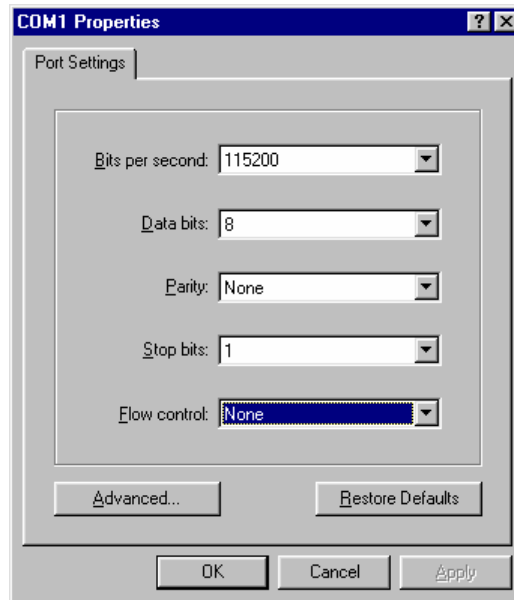 COM1 Properties
Port Settings
Bits per second: 115200
Data bits: 8
Parity: None
Stop bits: 1
Flow control: None
Advanced... Restore Defaults
OK Cancel Apply